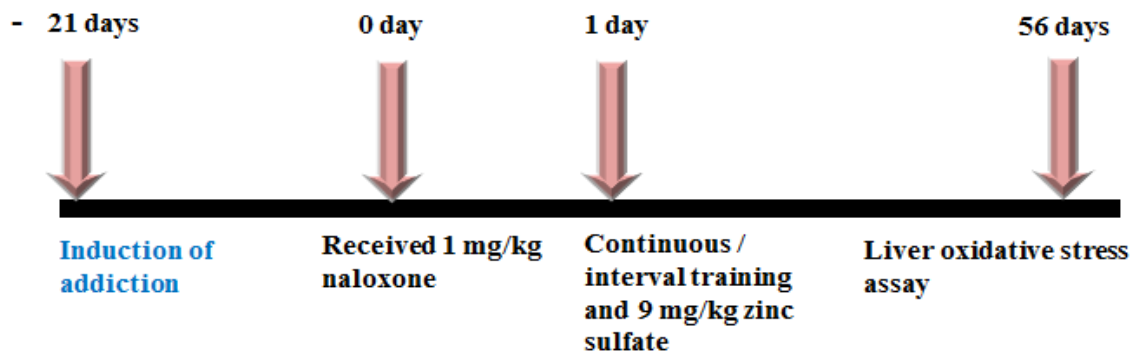 - 21 days
0 day
1 day
56 days
Induction of
addiction
Received 1 mg/kg
naloxone
Continuous /
interval training
and 9 mg/kg zinc
sulfate
Liver oxidative stress
assay